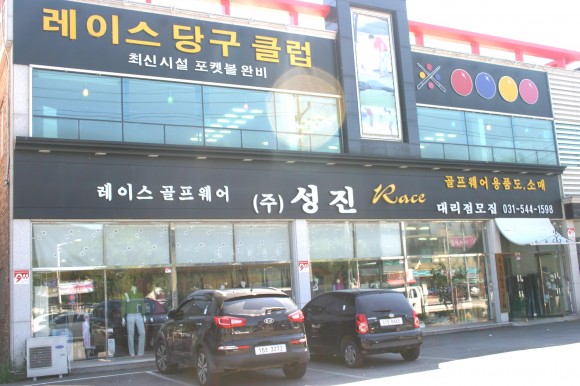 레이스 당구 클럽
최신시설 포켓볼 완비
레이스 골프웨어
(주) 성진 Race
골프웨어 용품도.소매
대리점모집 031-544-1598